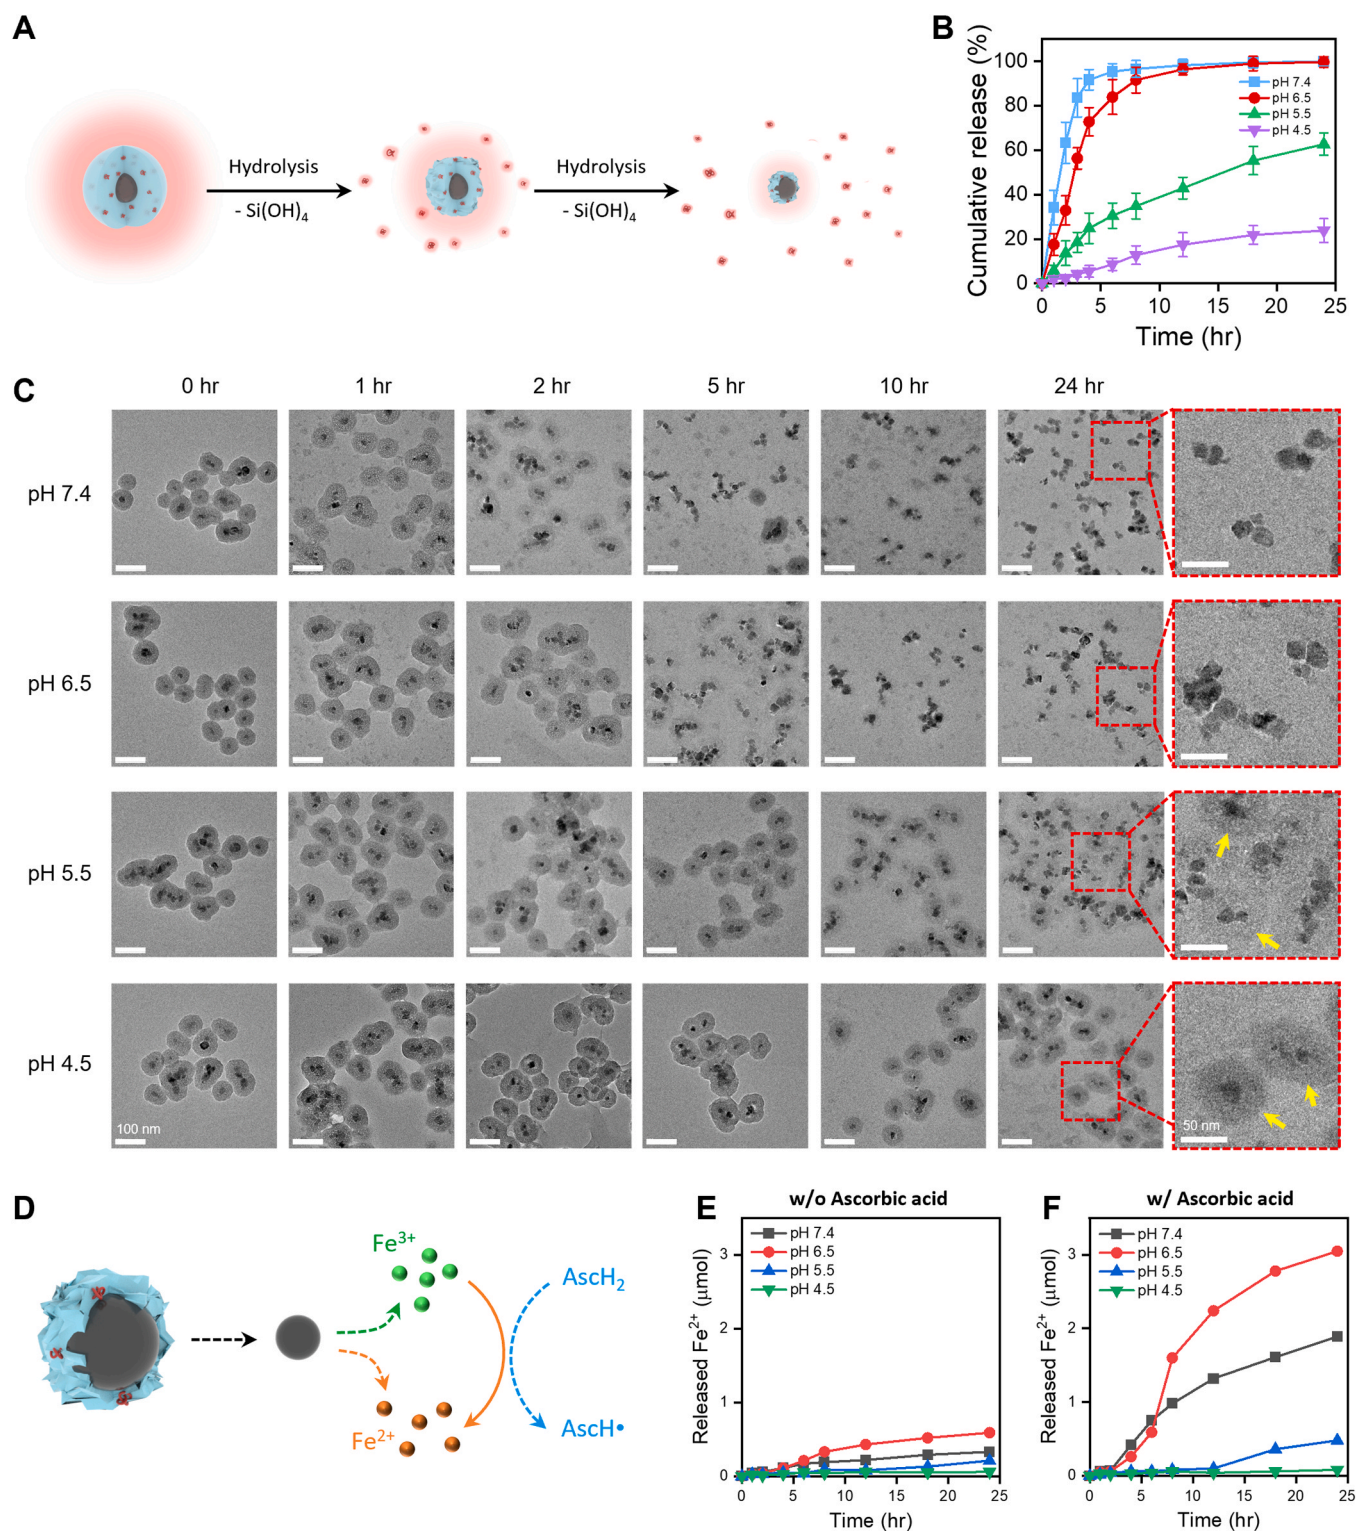 A
Hydrolysis
- Si(OH)4
Hydrolysis
- Si(OH)4
B
Cumulative release (%)
100
80
60
40
20
0
pH 7.4
pH 6.5
pH 5.5
pH 4.5
0 5 10 15 20 25
Time (hr)
C
0 hr 1 hr 2 hr 5 hr 10 hr 24 hr
pH 7.4
pH 6.5
pH 5.5
pH 4.5
100 nm
50 nm
D
Fe3+
Fe2+
AscH2
AscH•
E
w/o Ascorbic acid
Released Fe2+ (μmol)
3
2
1
0
pH 7.4
pH 6.5
pH 5.5
pH 4.5
0 5 10 15 20 25
Time (hr)
F
w/ Ascorbic acid
Released Fe2+ (μmol)
3
2
1
0
pH 7.4
pH 6.5
pH 5.5
pH 4.5
0 5 10 15 20 25
Time (hr)